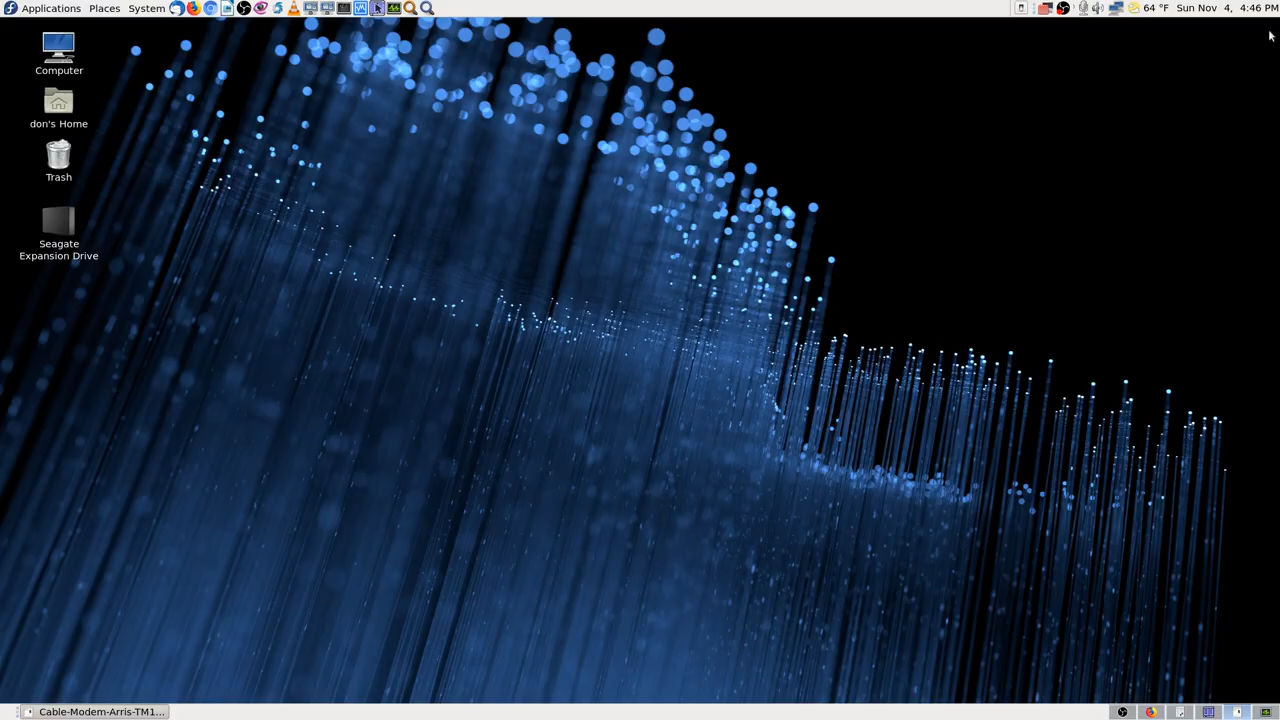 Applications Places System 64 °F Sun Nov 4, 4:46 PM
Computer
don's Home
Trash
Seagate
Expansion Drive
Cable-Modem-Arris-TM1...